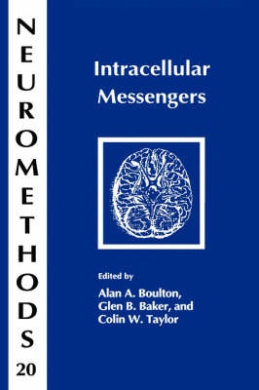 NEUROMETHODS 20
Intracellular
Messengers
Edited by
Alan A. Boulton,
Glen B. Baker, and
Colin W. Taylor